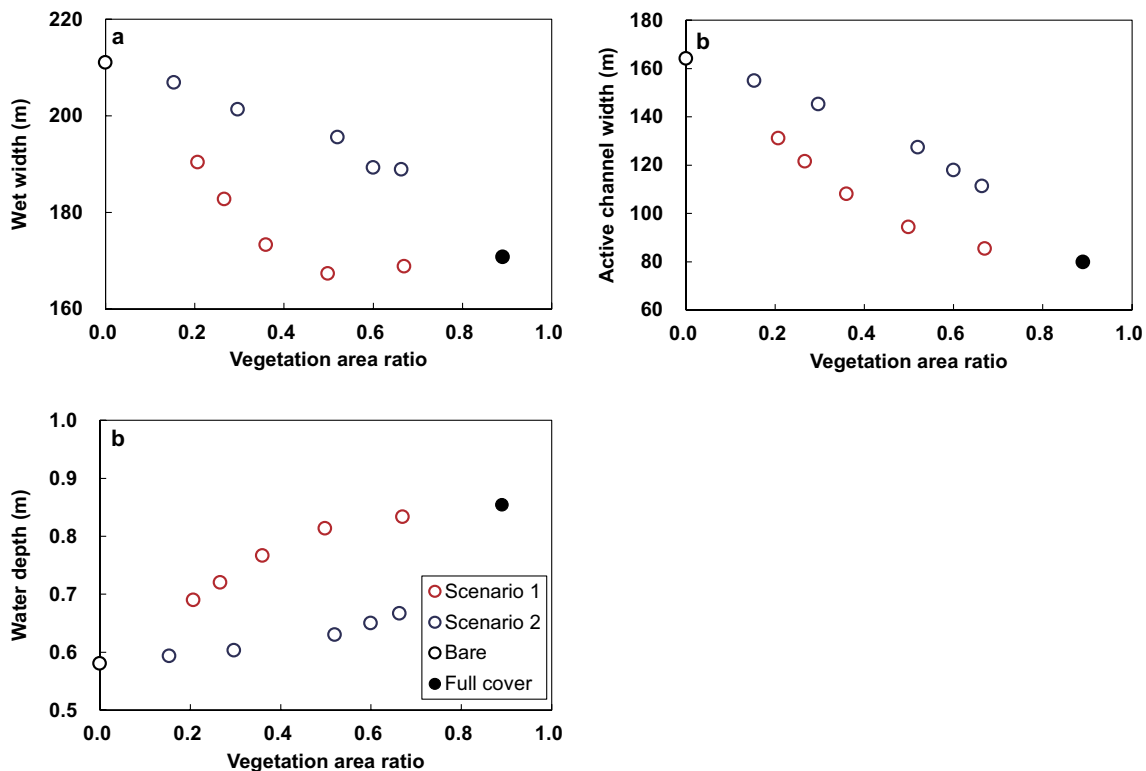 a
Wet width (m)
220
200
180
160
0.0 0.2 0.4 0.6 0.8 1.0
Vegetation area ratio
b
Active channel width (m)
180
160
140
120
100
80
60
0.0 0.2 0.4 0.6 0.8 1.0
Vegetation area ratio
b
Water depth (m)
1.0
0.9
0.8
0.7
0.6
0.5
0.0 0.2 0.4 0.6 0.8 1.0
Vegetation area ratio
Scenario 1
Scenario 2
Bare
Full cover